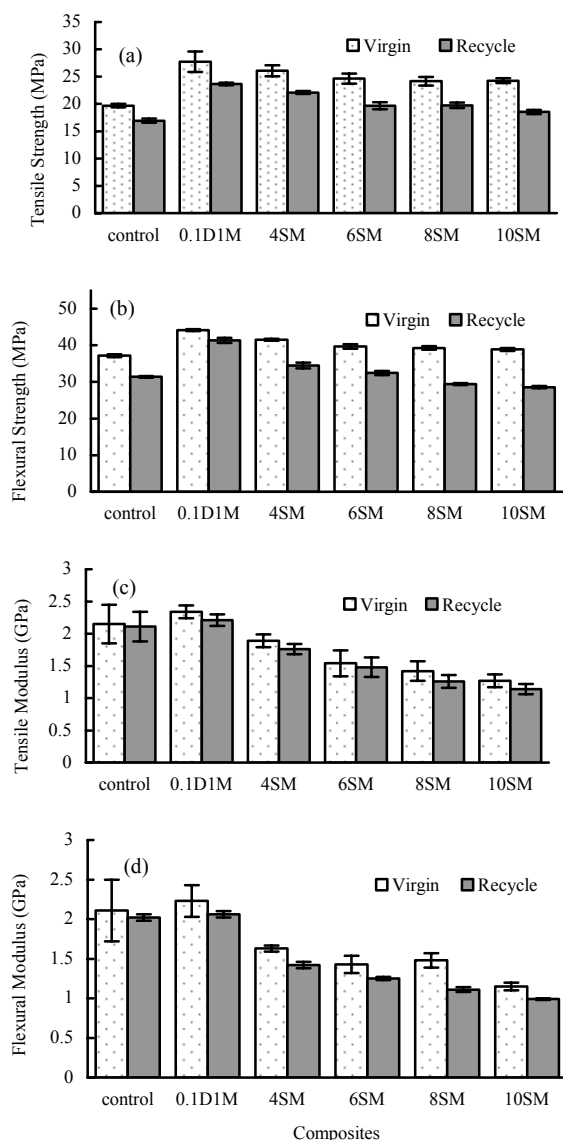 35
(a)
Virgin
Recycle
30
25
20
15
10
5
0
Tensile Strength (MPa)
control 0.1D1M 4SM 6SM 8SM 10SM
(b)
50
Virgin
Recycle
40
30
20
10
0
Flexural Strength (MPa)
control 0.1D1M 4SM 6SM 8SM 10SM
3
(c)
2.5
Virgin
Recycle
2
1.5
1
0.5
0
Tensile Modulus (GPa)
control 0.1D1M 4SM 6SM 8SM 10SM
3
(d)
2.5
Virgin
Recycle
2
1.5
1
0.5
0
Flexural Modulus (GPa)
control 0.1D1M 4SM 6SM 8SM 10SM
Composites